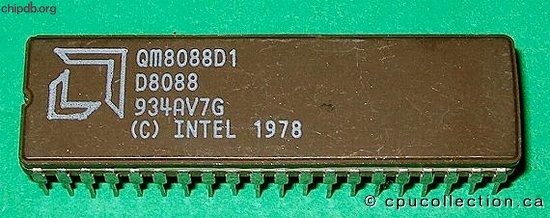 chipdb.org
QM8088D1
D8088
934AV7G
(C) INTEL 1978
© cpucollection.ca